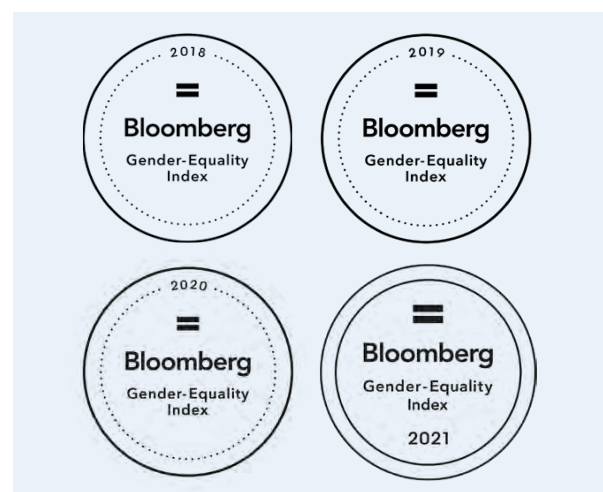 2018
Bloomberg
Gender-Equality
Index
2019
Bloomberg
Gender-Equality
Index
2020
Bloomberg
Gender-Equality
Index
Bloomberg
Gender-Equality
Index
2021